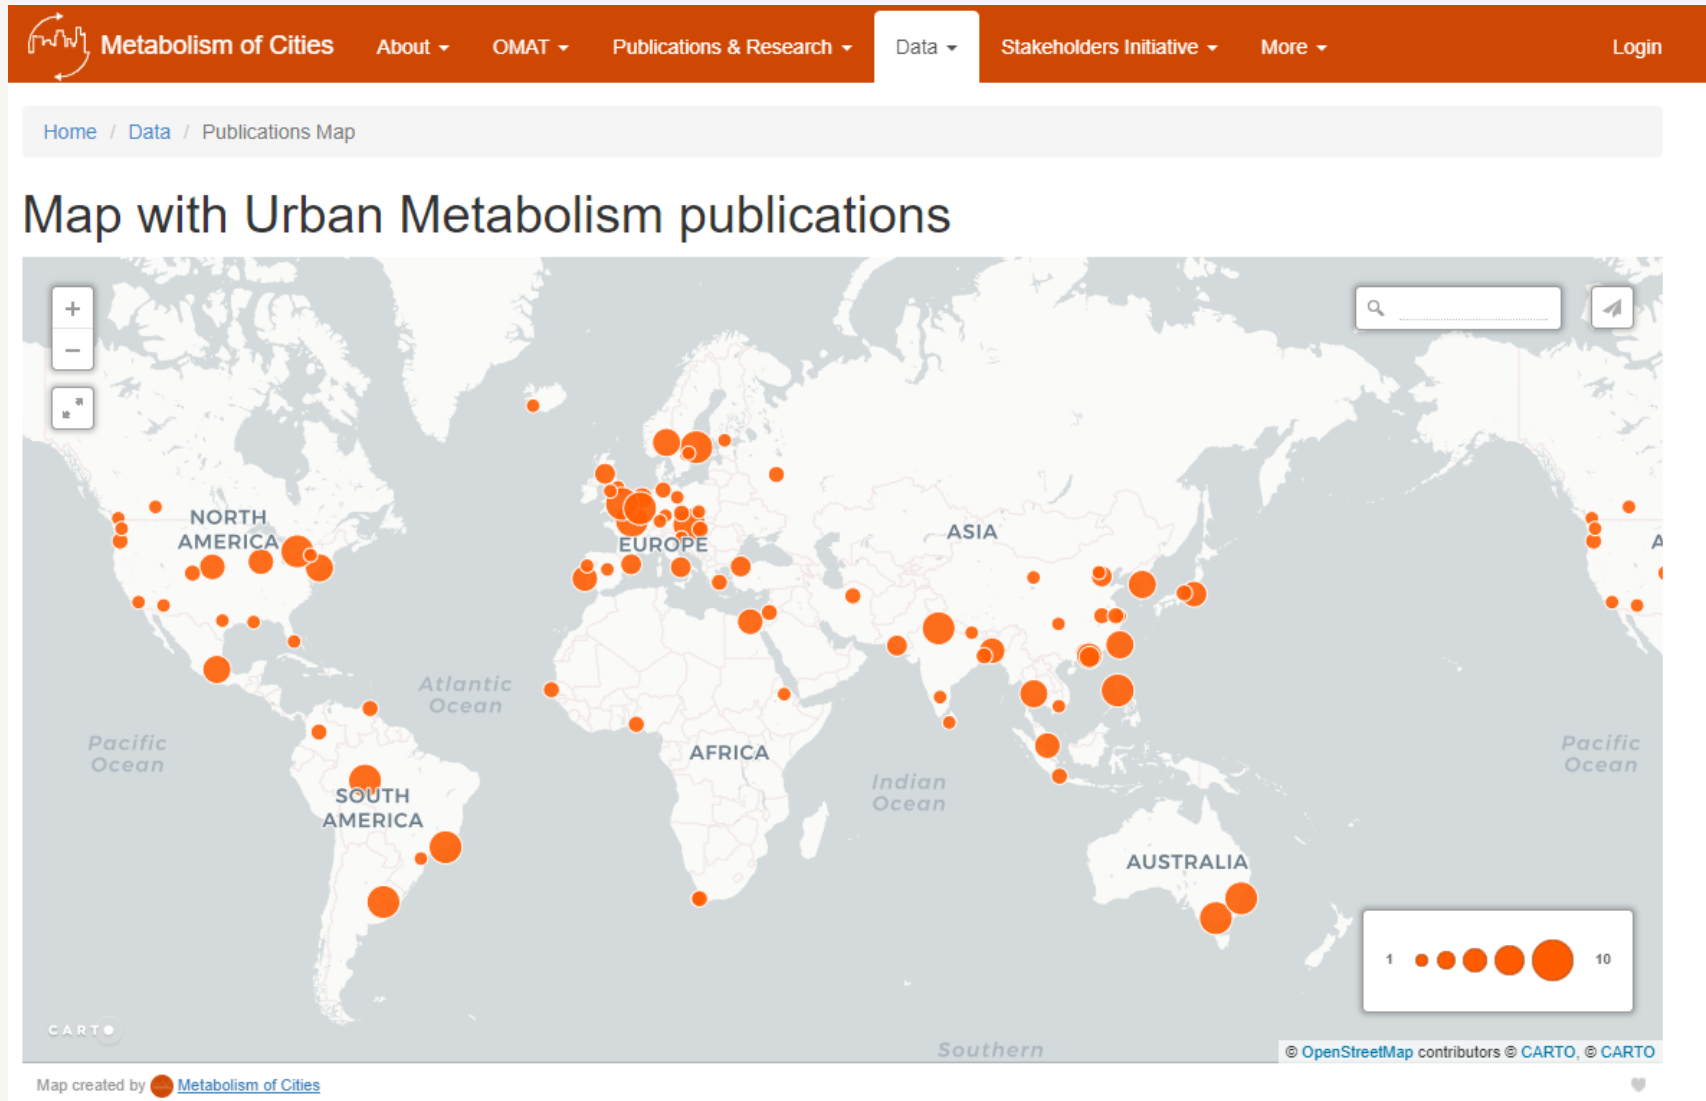 Metabolism of Cities About OMAT Publications & Research Data Stakeholders Initiative More Login
Home / Data / Publications Map
Map with Urban Metabolism publications
+
−
NORTH
AMERICA
EUROPE
ASIA
A
Atlantic
Ocean
Pacific
Ocean
AFRICA
Indian
Ocean
Pacific
Ocean
SOUTH
AMERICA
AUSTRALIA
1 10
CARTO
Southern
© OpenStreetMap contributors © CARTO, © CARTO
Map created by Metabolism of Cities